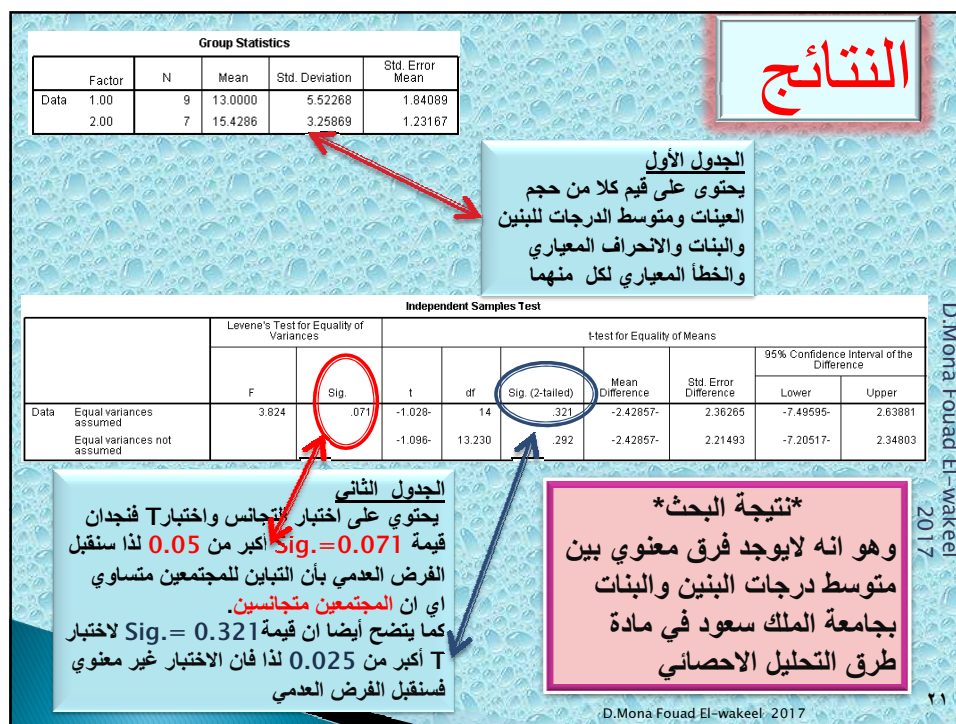 النتائج
Group Statistics
Factor N Mean Std. Deviation Std. Error Mean
Data 1.00 9 13.0000 5.52268 1.84089
2.00 7 15.4286 3.25869 1.23167
الجدول الأول
يحتوى على قيم كلا من حجم
العينات ومتوسط الدرجات للبنين
والبنات والانحراف المعياري
والخطأ المعياري لكل منهما
Independent Samples Test
Levene's Test for Equality of Variances t-test for Equality of Means
95% Confidence Interval of the Difference
F Sig. t df Sig. (2-tailed) Mean Difference Std. Error Difference Lower Upper
Data Equal variances assumed 3.824 .071 -1.028- 14 .321 -2.42857- 2.36265 -7.49595- 2.63881
Equal variances not assumed -1.096- 13.230 .292 -2.42857- 2.21493 -7.20517- 2.34803
الجدول الثاني
يحتوي على اختبار التجانس واختبارT فنجدان
قيمة Sig.=0.071 أكبر من 0.05 لذا سنقبل
الفرض العدمي بأن التباين للمجتمعين متساوي
اي ان المجتمعين متجانسين.
كما يتضح أيضا ان قيمةSig.= 0.321 لاختبار
T أكبر من 0.025 لذا فان الاختبار غير معنوي
فسنقبل الفرض العدمي
*نتيجة البحث*
وهو انه لايوجد فرق معنوي بين
متوسط درجات البنين والبنات
بجامعة الملك سعود في مادة
طرق التحليل الاحصائي
D.Mona Fouad El-wakeel
2017
D.Mona Fouad El-wakeel 2017
٢١